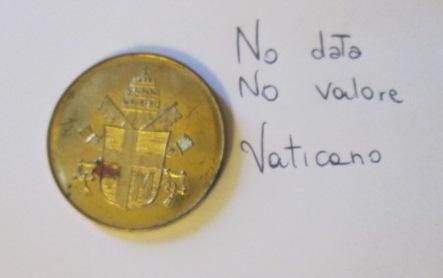 No data
No valore
Vaticano